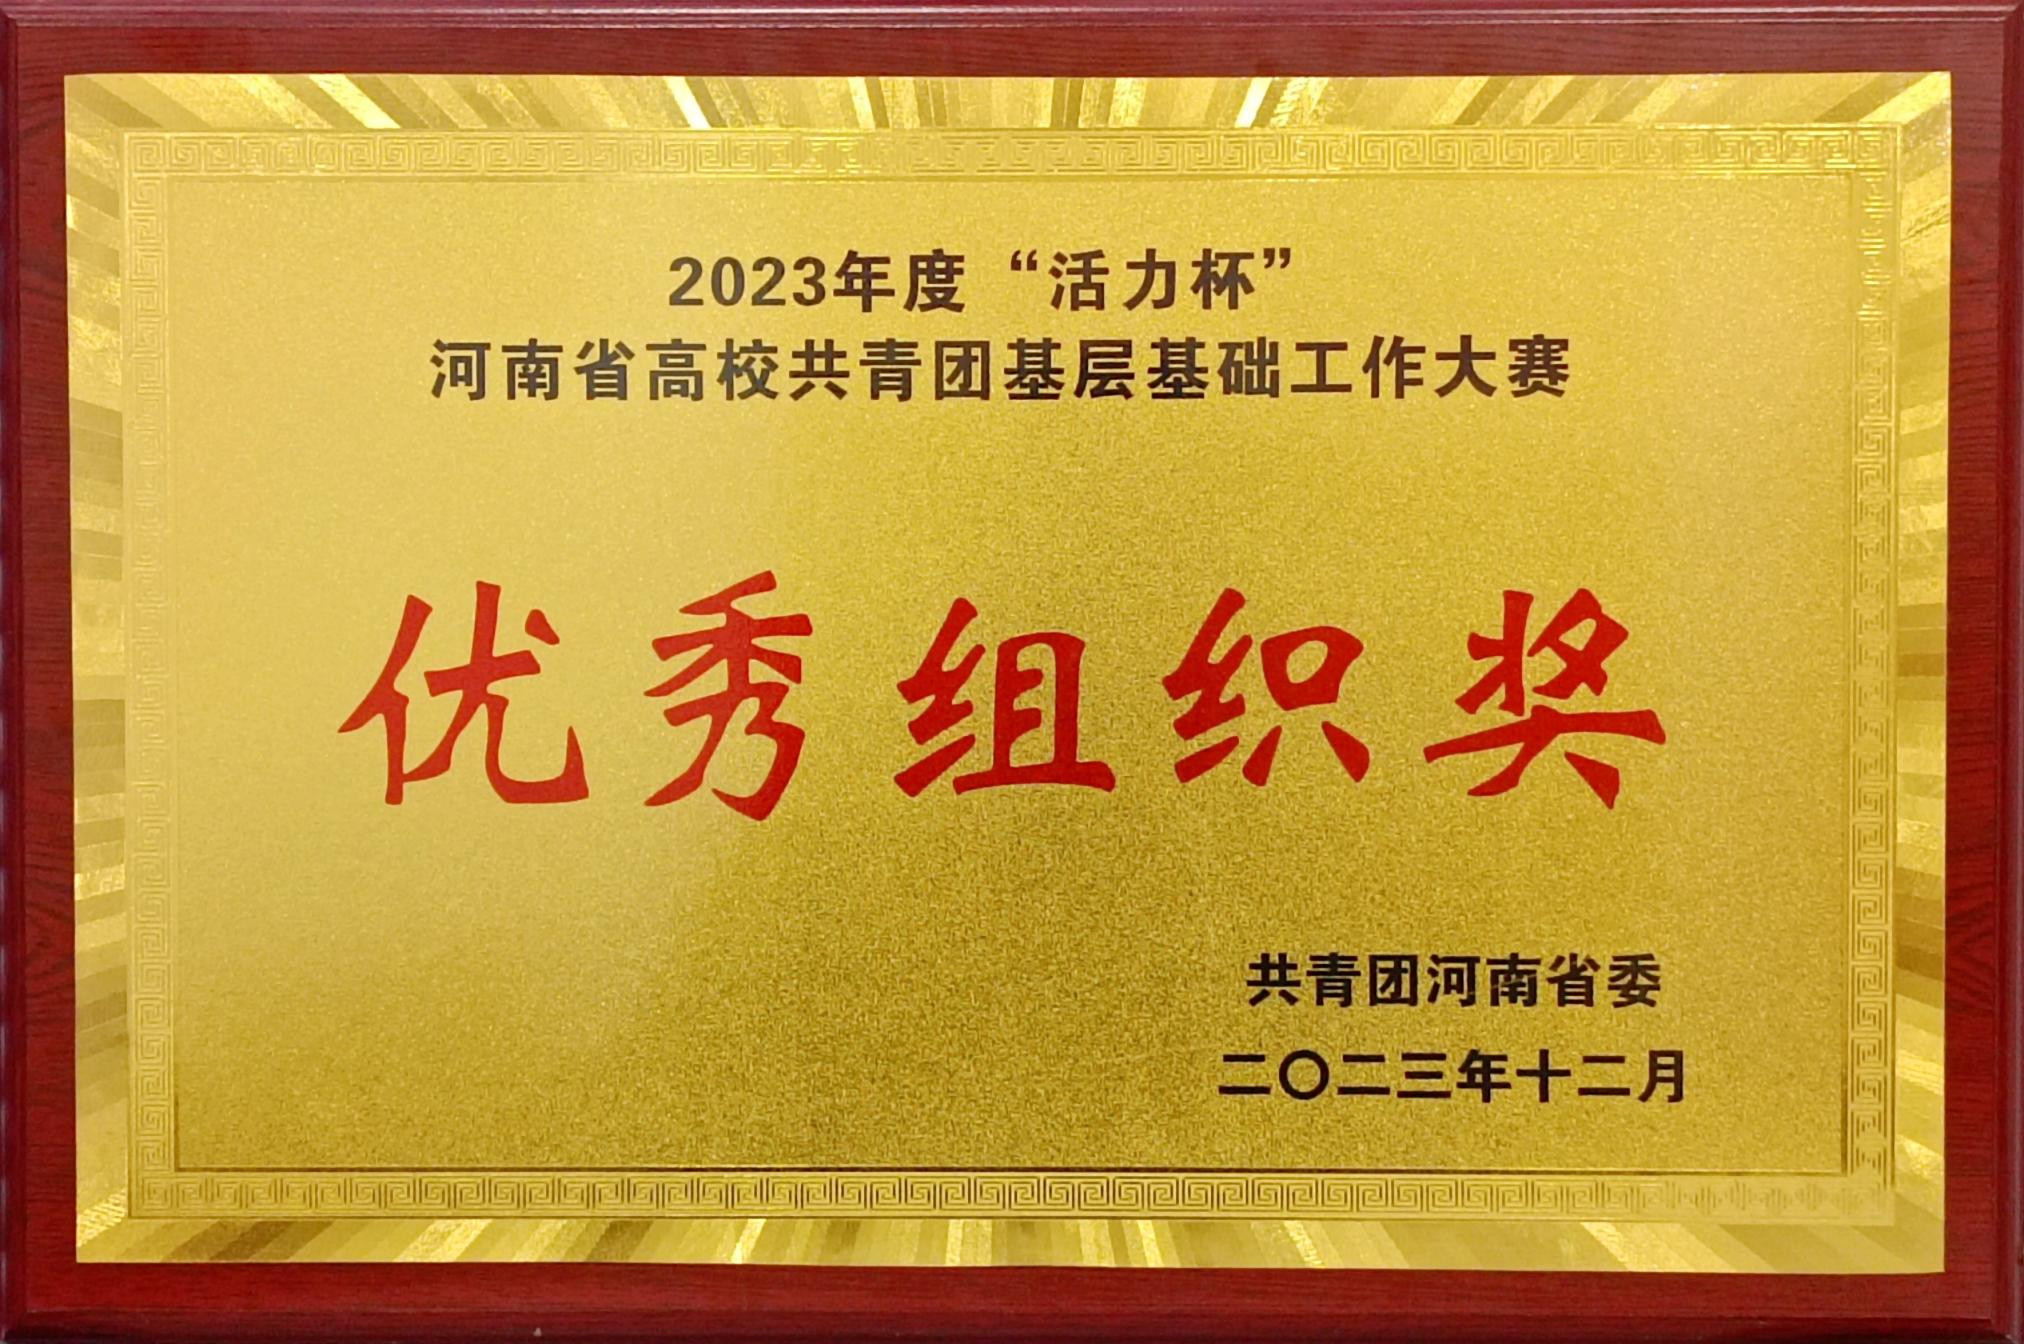 2023年度“活力杯”
河南省高校共青团基层基础工作大赛
优秀组织奖
共青团河南省委
二〇二三年十二月